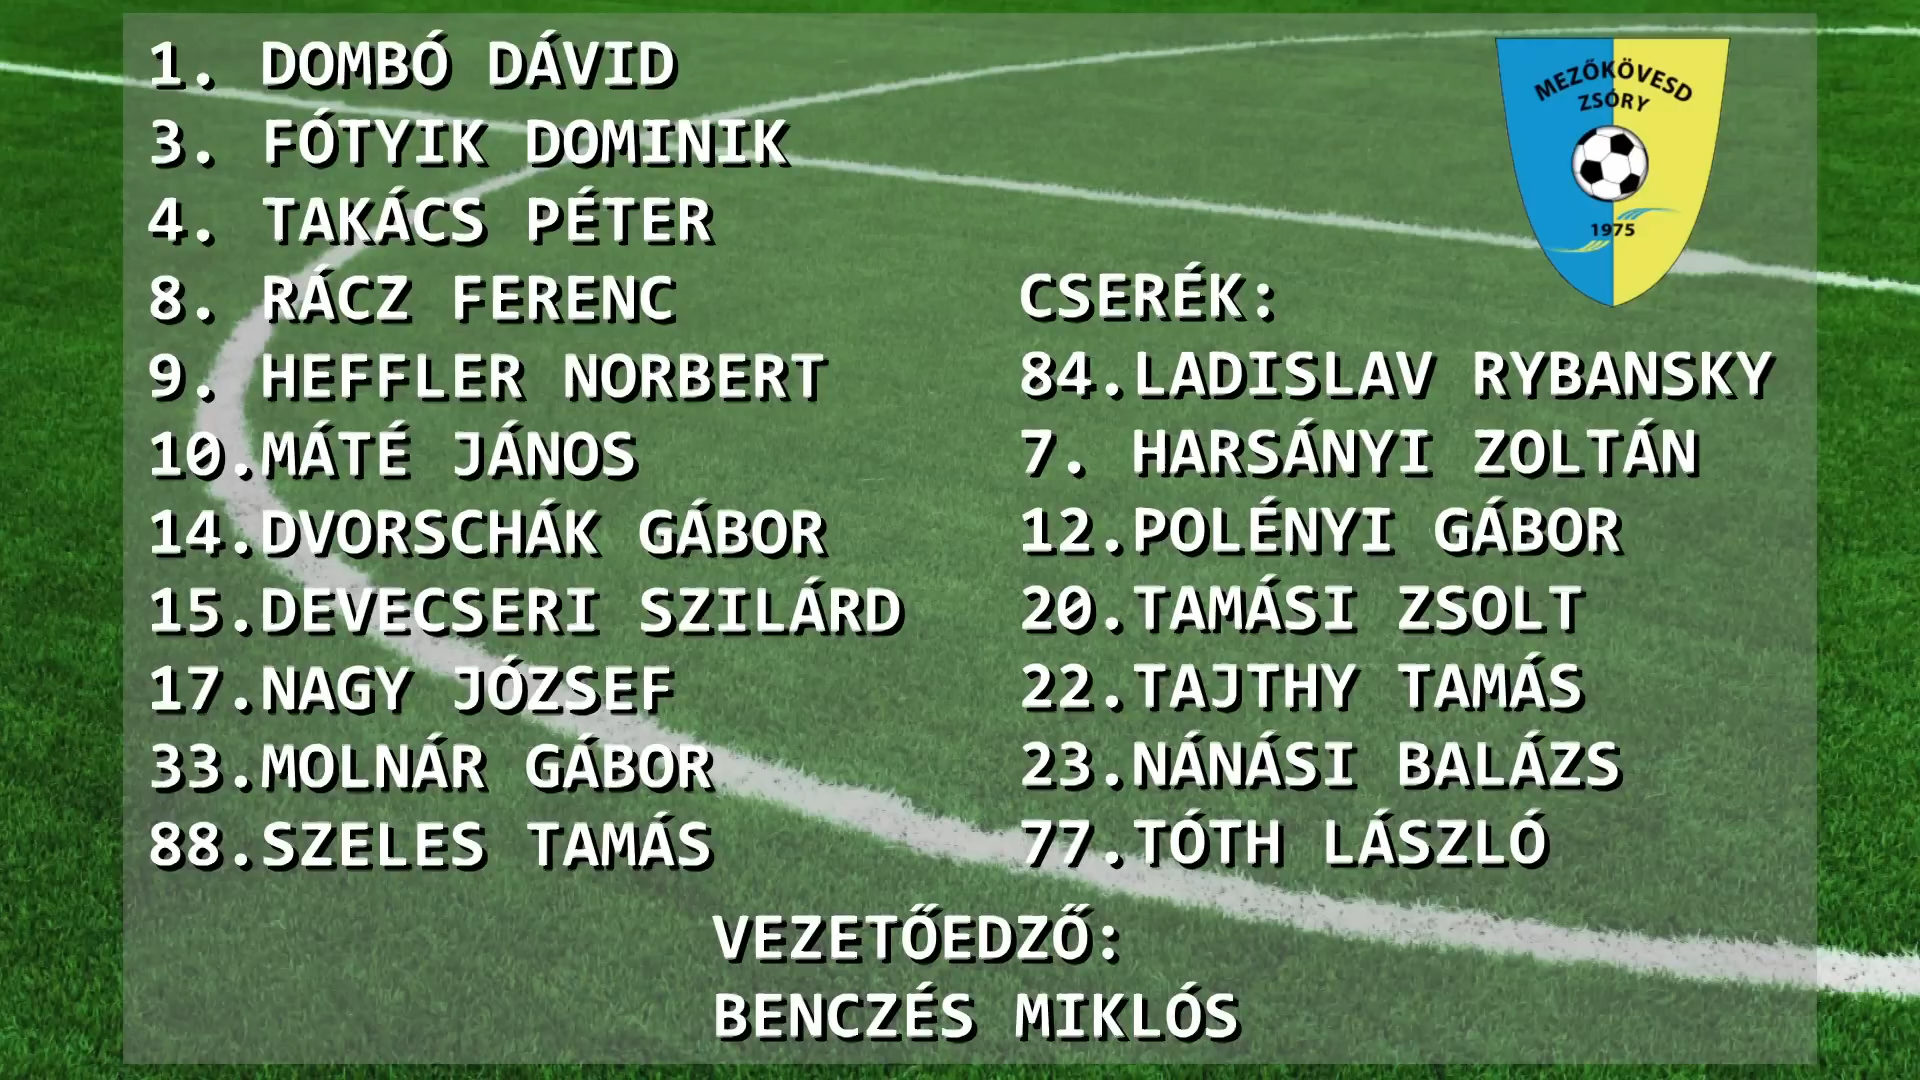 1. DOMBÓ DÁVID
3. FÓTYIK DOMINIK
4. TAKÁCS PÉTER
8. RÁCZ FERENC
9. HEFFLER NORBERT
10.MÁTÉ JÁNOS
14.DVORSCHÁK GÁBOR
15.DEVECSERI SZILÁRD
17.NAGY JÓZSEF
33.MOLNÁR GÁBOR
88.SZELES TAMÁS
MEZŐKÖVESD
ZSÓRY
1975
CSERÉK:
84.LADISLAV RYBANSKY
7. HARSÁNYI ZOLTÁN
12.POLÉNYI GÁBOR
20.TAMÁSI ZSOLT
22.TAJTHY TAMÁS
23.NÁNÁSI BALÁZS
77.TÓTH LÁSZLÓ
VEZETŐEDZŐ:
BENCZÉS MIKLÓS